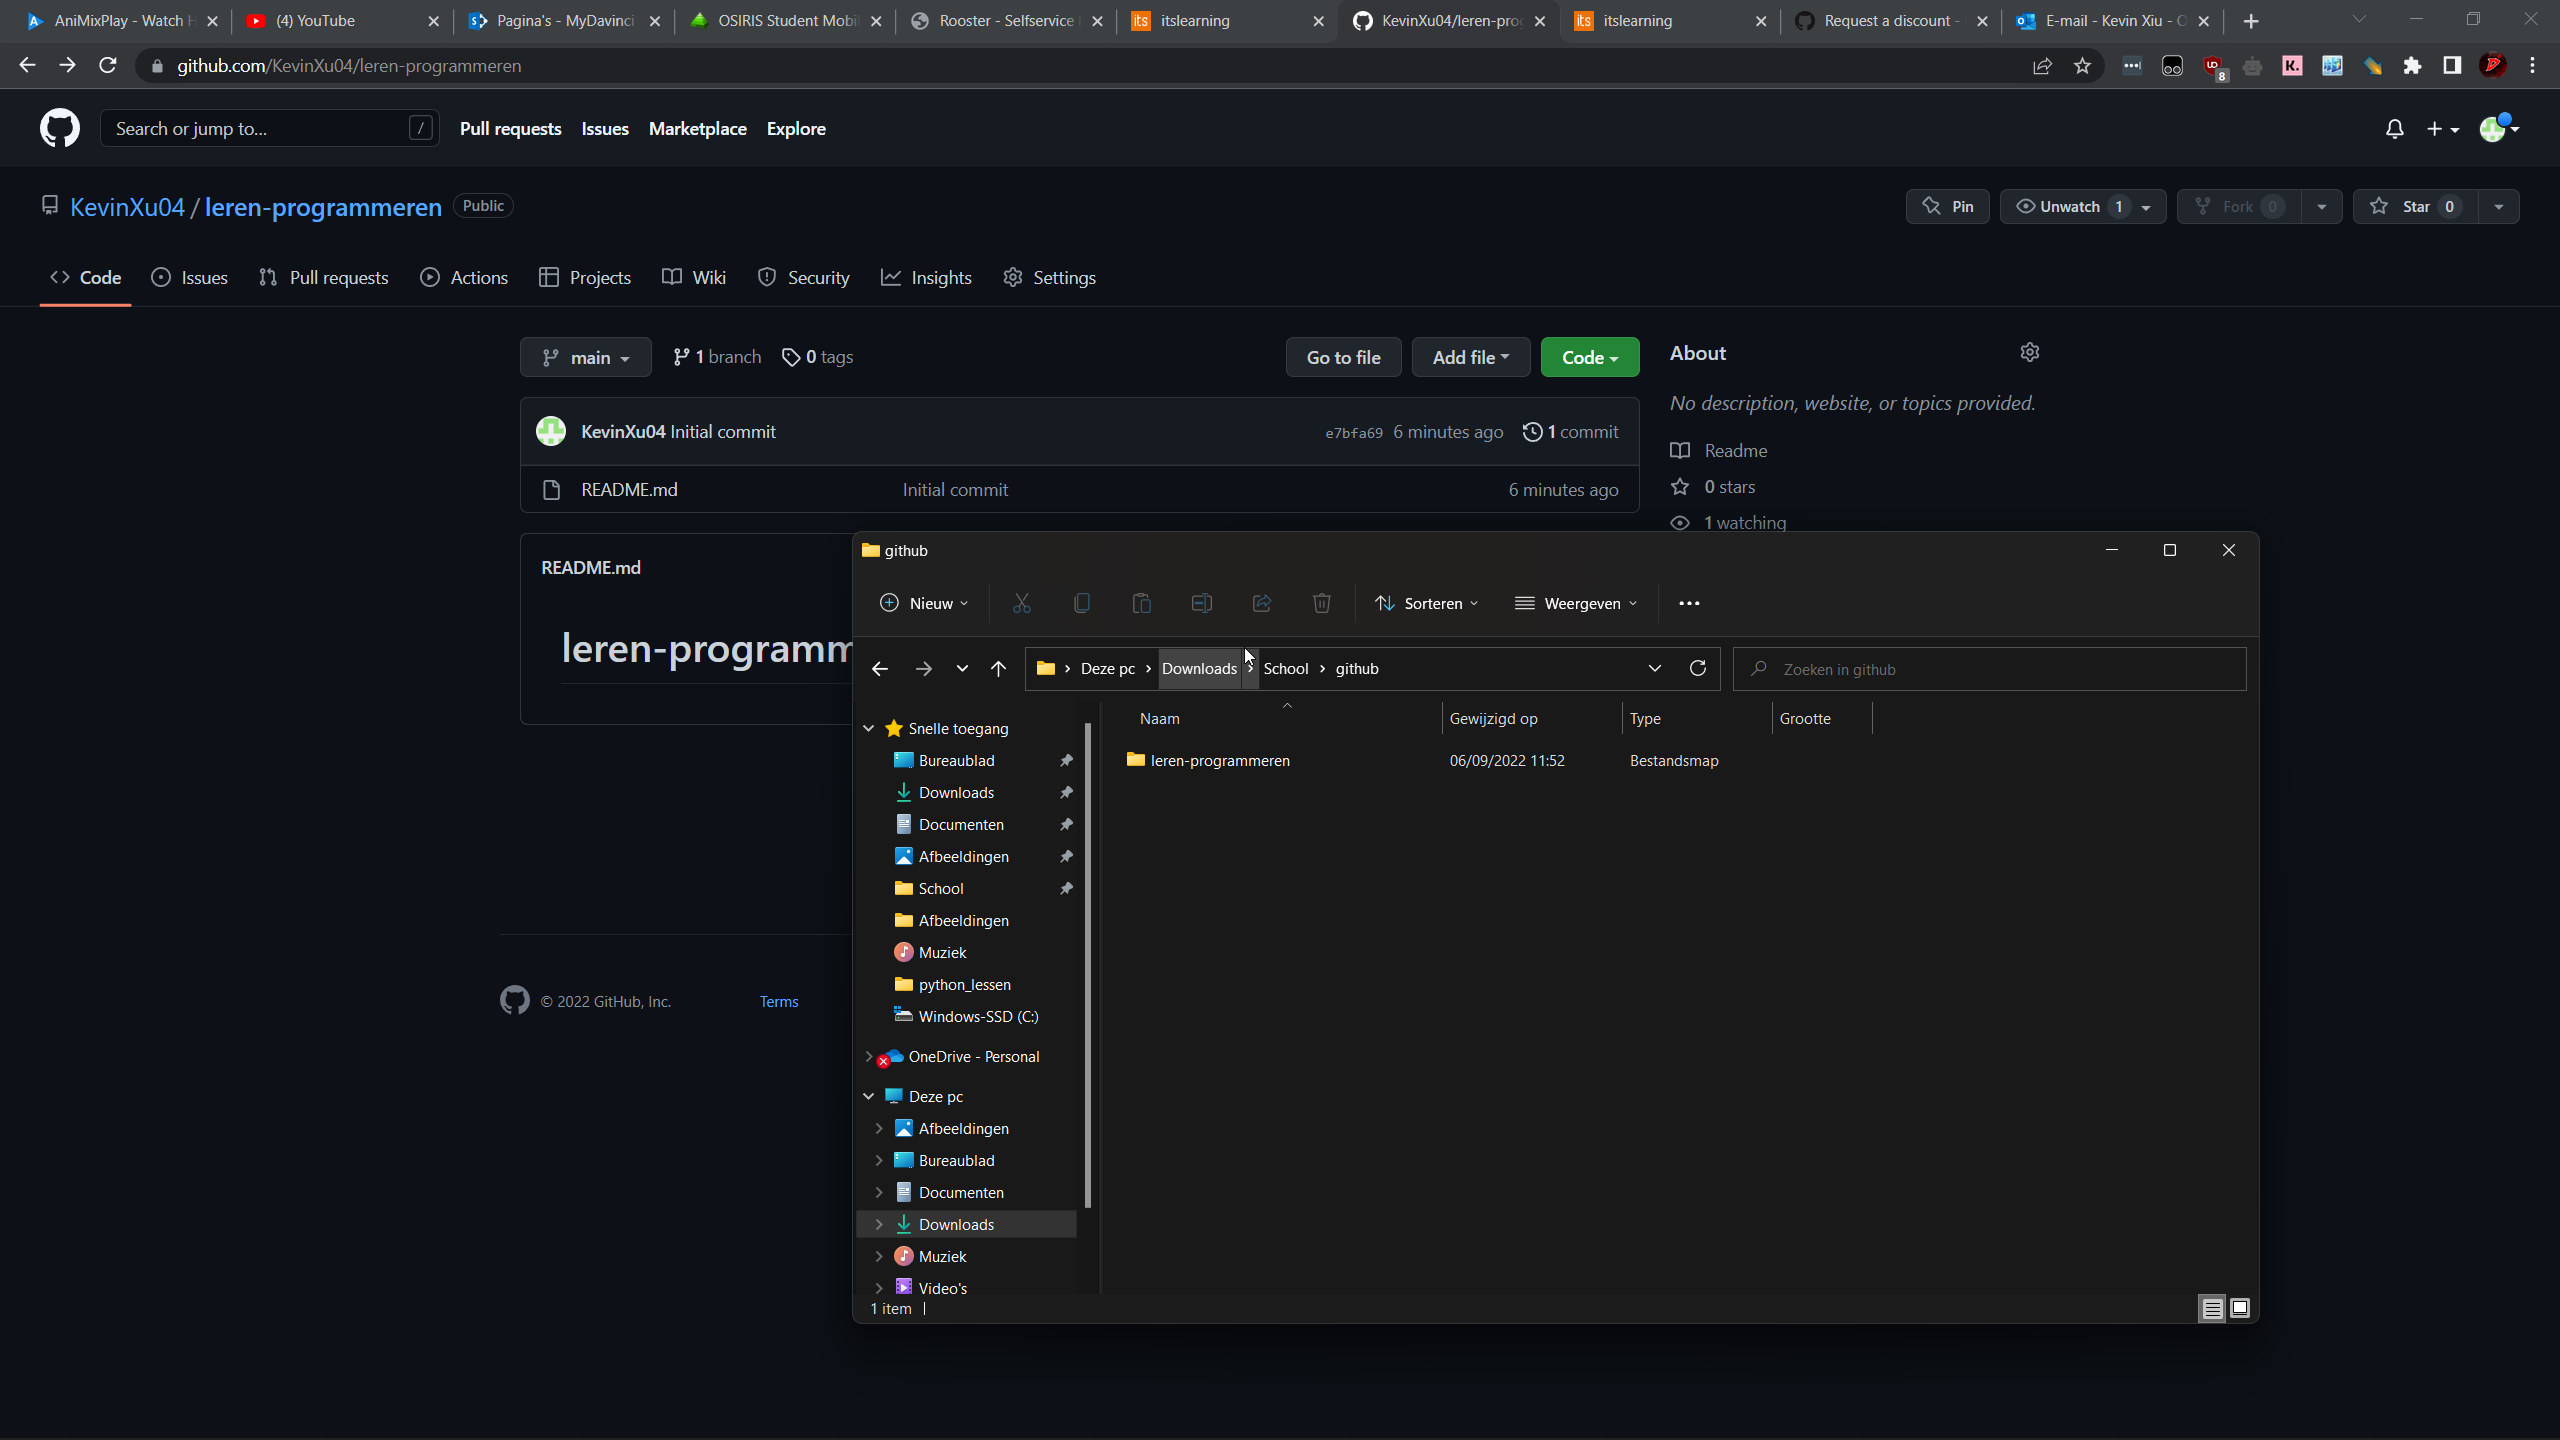 AniMixPlay - Watch H
(4) YouTube
Pagina's - MyDavinci
OSIRIS Student Mobi
Rooster - Selfservice
itslearning
KevinXu04/leren-prog
itslearning
Request a discount -
E-mail - Kevin Xiu - O
github.com/KevinXu04/leren-programmeren
8
Search or jump to...
/
Pull requests
Issues
Marketplace
Explore
KevinXu04 / leren-programmeren
Public
Pin
Unwatch 1
Fork 0
Star 0
Code
Issues
Pull requests
Actions
Projects
Wiki
Security
Insights
Settings
main
1 branch
0 tags
Go to file
Add file
Code
About
No description, website, or topics provided.
KevinXu04 Initial commit
e7bfa69 6 minutes ago
1 commit
Readme
README.md
Initial commit
6 minutes ago
0 stars
1 watching
README.md
leren-programm
© 2022 GitHub, Inc.
Terms
github
Nieuw
Sorteren
Weergeven
Deze pc
Downloads
School
github
Zoeken in github
Naam
Gewijzigd op
Type
Grootte
leren-programmeren
06/09/2022 11:52
Bestandsmap
Snelle toegang
Bureaublad
Downloads
Documenten
Afbeeldingen
School
Afbeeldingen
Muziek
python_lessen
Windows-SSD (C:)
OneDrive - Personal
Deze pc
Afbeeldingen
Bureaublad
Documenten
Downloads
Muziek
Video's
1 item